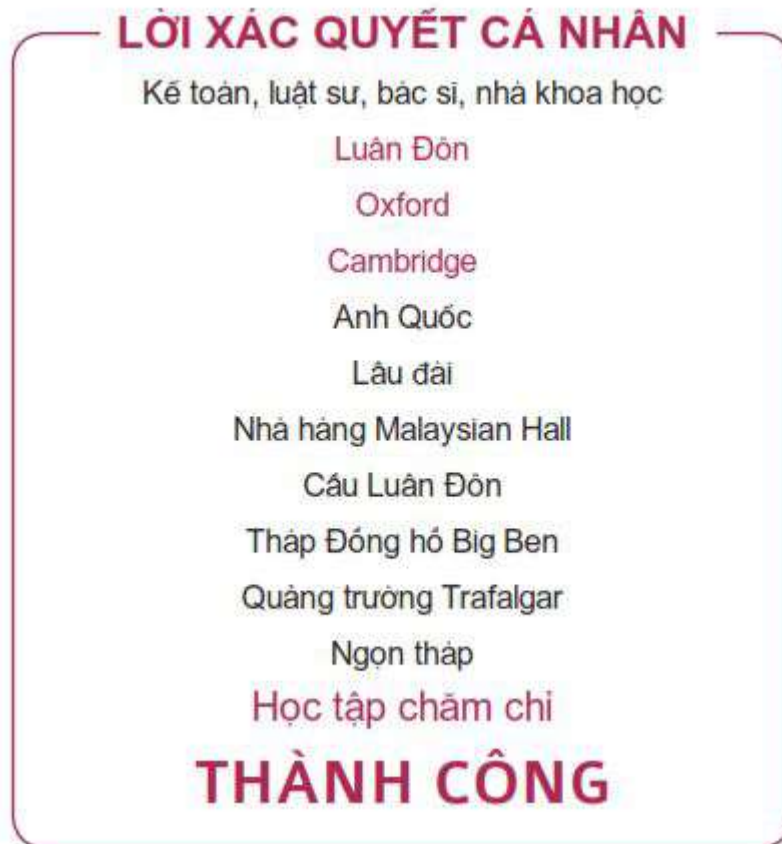 LỜI XÁC QUYẾT CÁ NHÂN
Kế toán, luật sư, bác sĩ, nhà khoa học
Luân Đôn
Oxford
Cambridge
Anh Quốc
Lâu đài
Nhà hàng Malaysian Hall
Cầu Luân Đôn
Tháp Đồng hồ Big Ben
Quảng trường Trafalgar
Ngọn tháp
Học tập chăm chỉ
THÀNH CÔNG